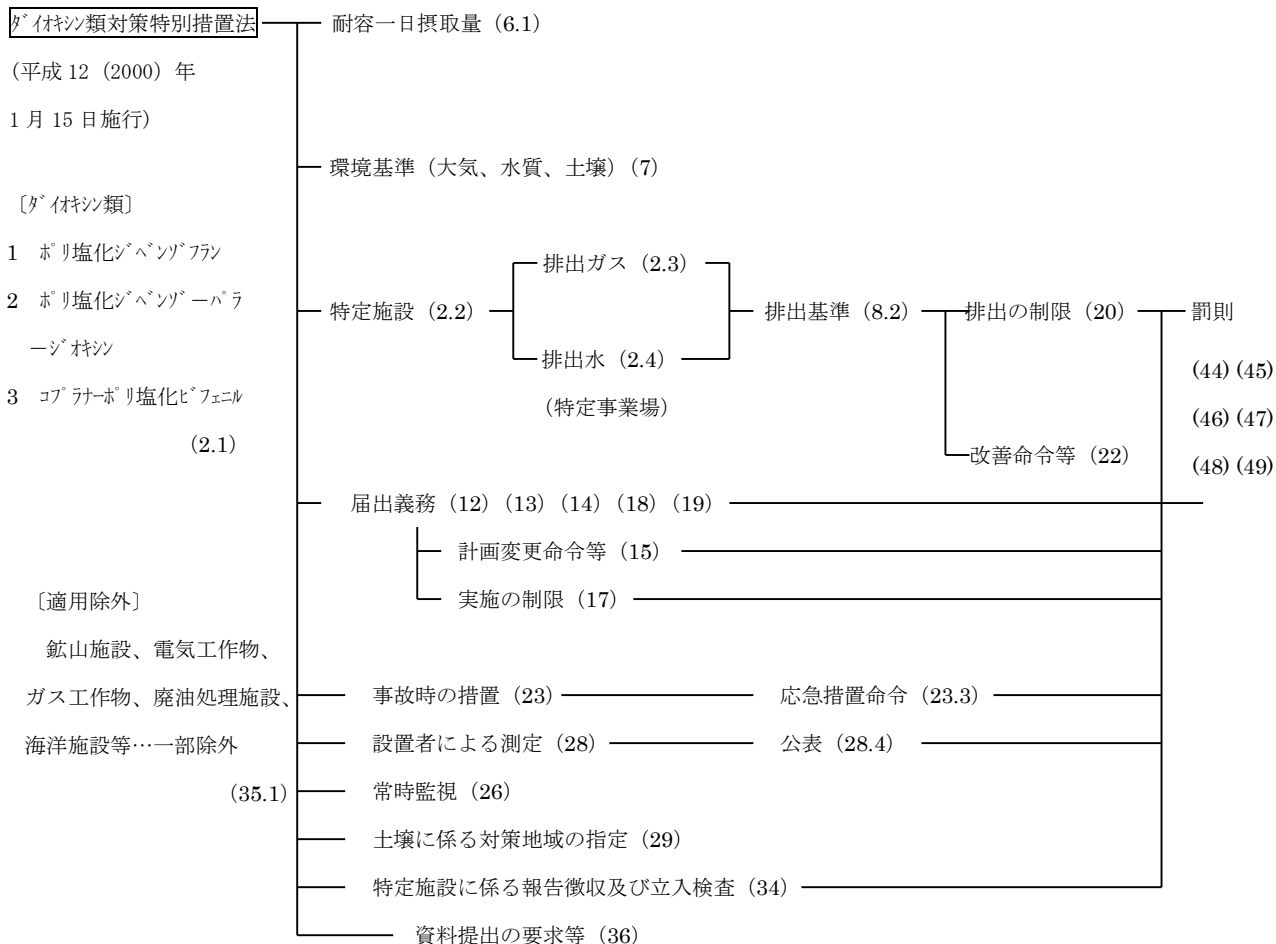 ﾀﾞｲｵｷｼﾝ類対策特別措置法
耐容一日摂取量（6.1）
（平成12（2000）年
1月15日施行）
環境基準（大気、水質、土壌）（7）
〔ﾀﾞｲｵｷｼﾝ類〕
1　ﾎﾟﾘ塩化ｼﾞﾍﾞﾝｿﾞﾌﾗﾝ
2　ﾎﾟﾘ塩化ｼﾞﾍﾞﾝｿﾞーﾊﾟﾗ
ーｼﾞｵｷｼﾝ
3　ｺﾌﾟﾗﾅｰﾎﾟﾘ塩化ﾋﾞﾌｪﾆﾙ
(2.1)
特定施設（2.2）
排出ガス（2.3）
排出水（2.4）
（特定事業場）
排出基準（8.2）
排出の制限（20）
改善命令等（22）
罰則
(44) (45)
(46) (47)
(48) (49)
届出義務（12）（13）（14）（18）（19）
計画変更命令等（15）
実施の制限（17）
〔適用除外〕
鉱山施設、電気工作物、
ガス工作物、廃油処理施設、
海洋施設等…一部除外
(35.1)
事故時の措置（23）
応急措置命令（23.3）
設置者による測定（28）
公表（28.4）
常時監視（26）
土壌に係る対策地域の指定（29）
特定施設に係る報告徴収及び立入検査（34）
資料提出の要求等（36）